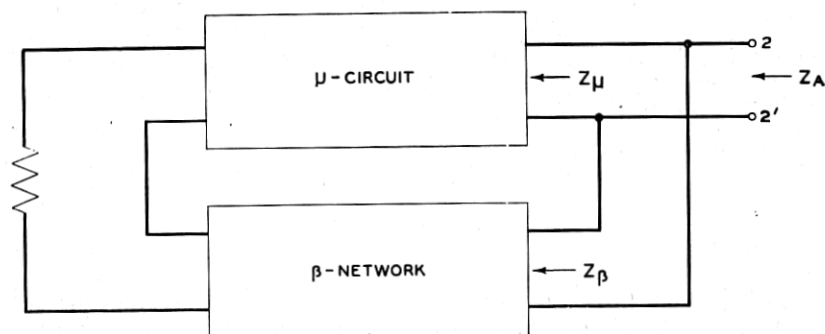 2
μ-CIRCUIT
Zμ
ZA
2'
β-NETWORK
Zβ